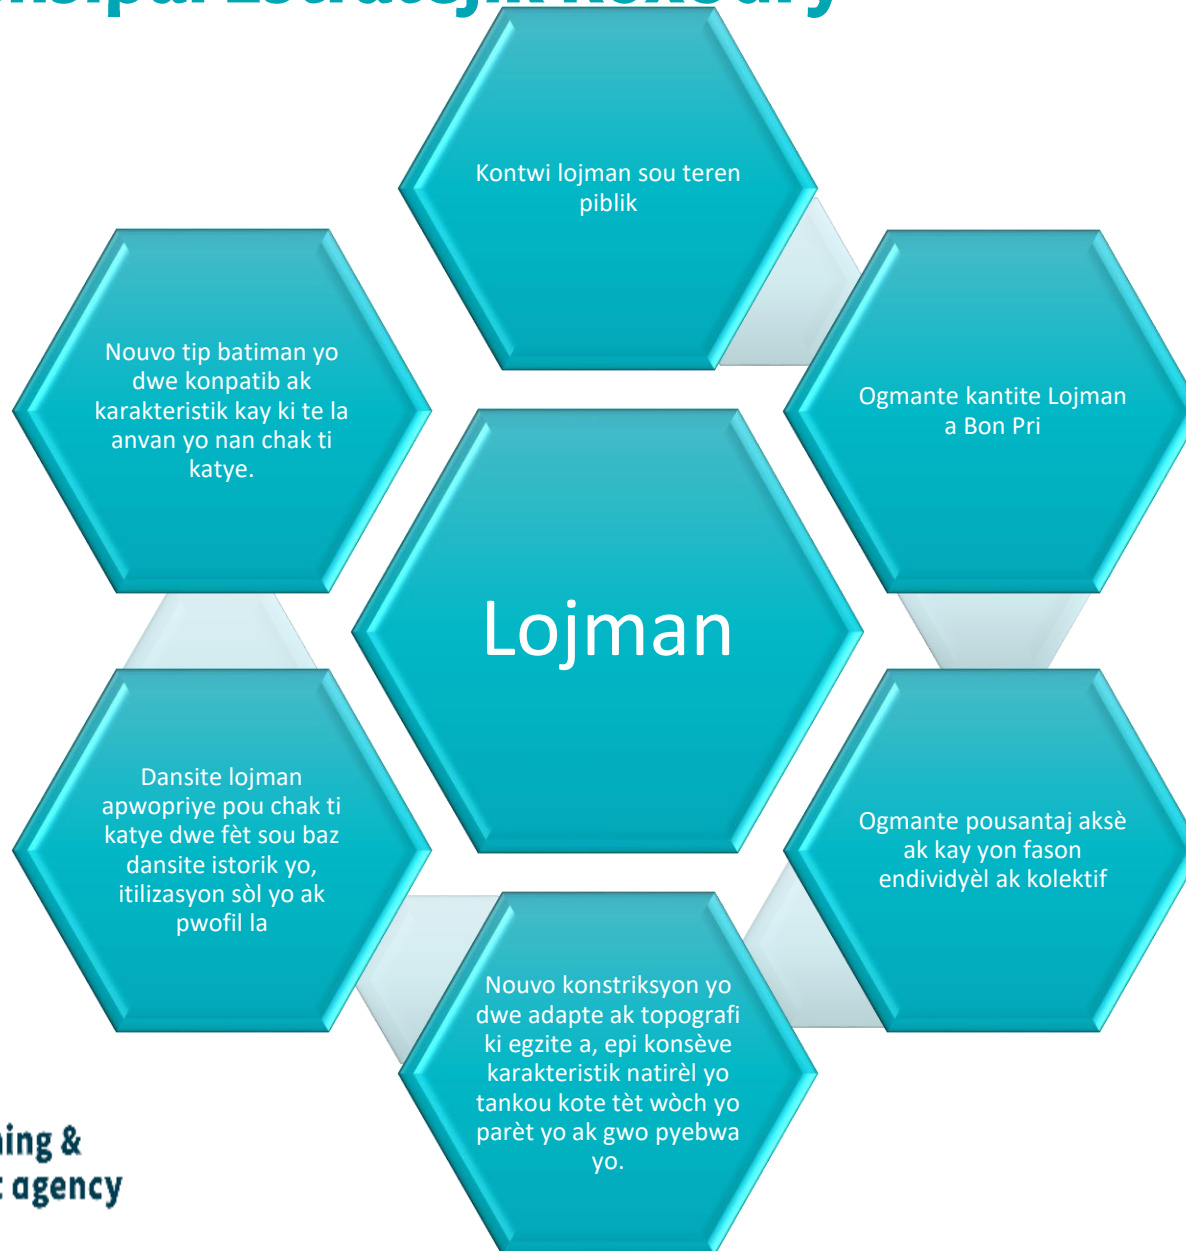 Kontwi lojman sou teren
piblik
Ogmante kantite Lojman
a Bon Pri
Ogmante pousantaj aksè
ak kay yon fason
endividyèl ak kolektif
Nouvo konstriksyon yo
dwe adapte ak topografi
ki egzite a, epi konsève
karakteristik natirèl yo
tankou kote tèt wòch yo
parèt yo ak gwo pyebwa
yo.
Dansite lojman
apwopriye pou chak ti
katye dwe fèt sou baz
dansite istorik yo,
itilizasyon sòl yo ak
pwofil la
Nouvo tip batiman yo
dwe konpatib ak
karakteristik kay ki te la
anvan yo nan chak ti
katye.
Lojman
&
agency